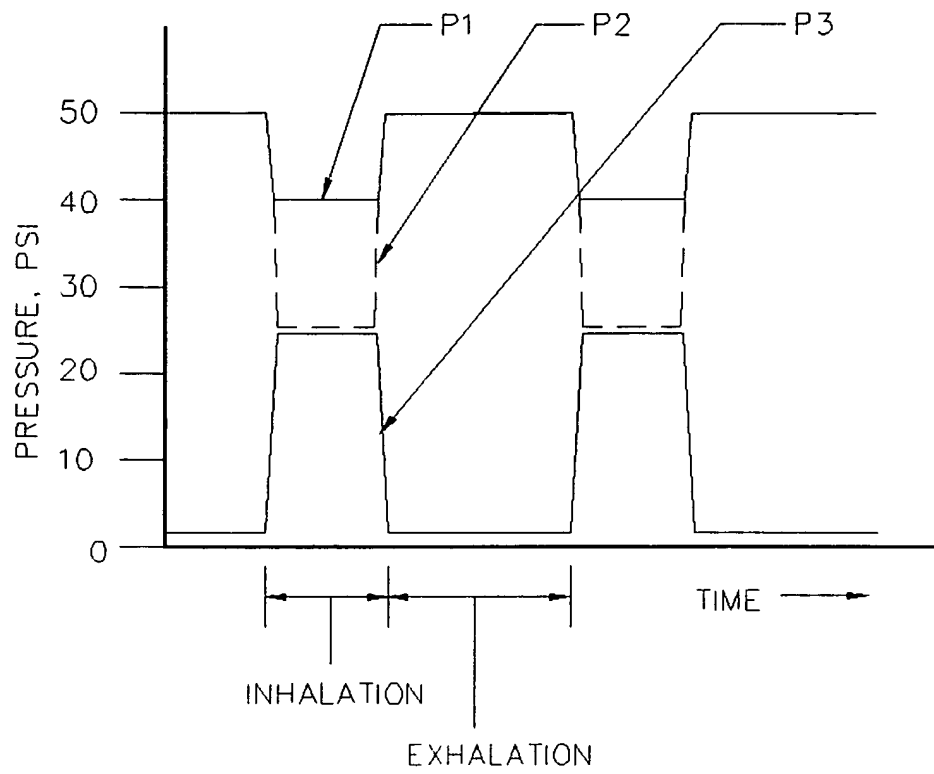 P1
P2
P3
50
40
30
20
10
0
PRESSURE, PSI
TIME
INHALATION
EXHALATION